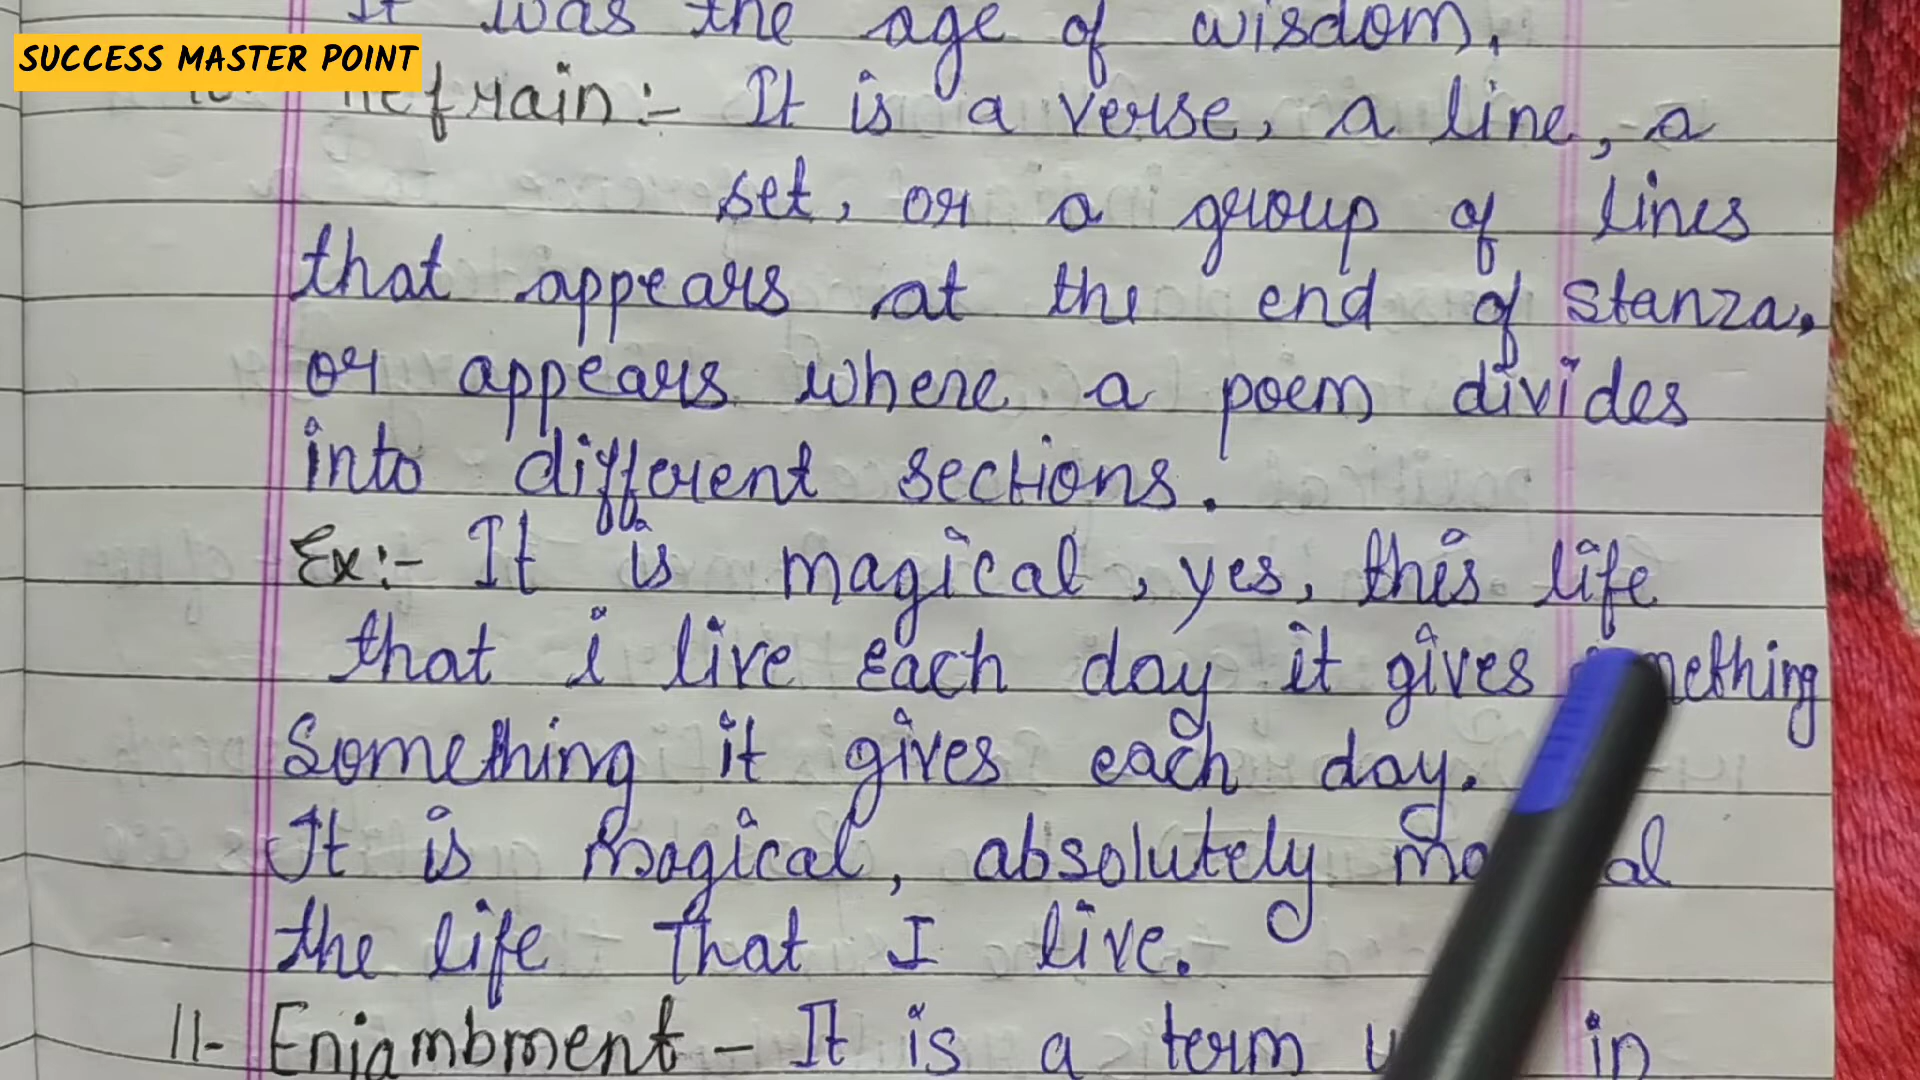 It was the age of wisdom.
SUCCESS MASTER POINT
Refrain:- It is a verse, a line, a
set, or a group of lines
that appears at the end of stanza,
or appears where a poem divides
into different sections.
Ex:- It is magical, yes, this life
that i live each day it gives
Something it gives each day.
It is magical, absolutely
the life that I live.
11- Enjambment - It is a term in